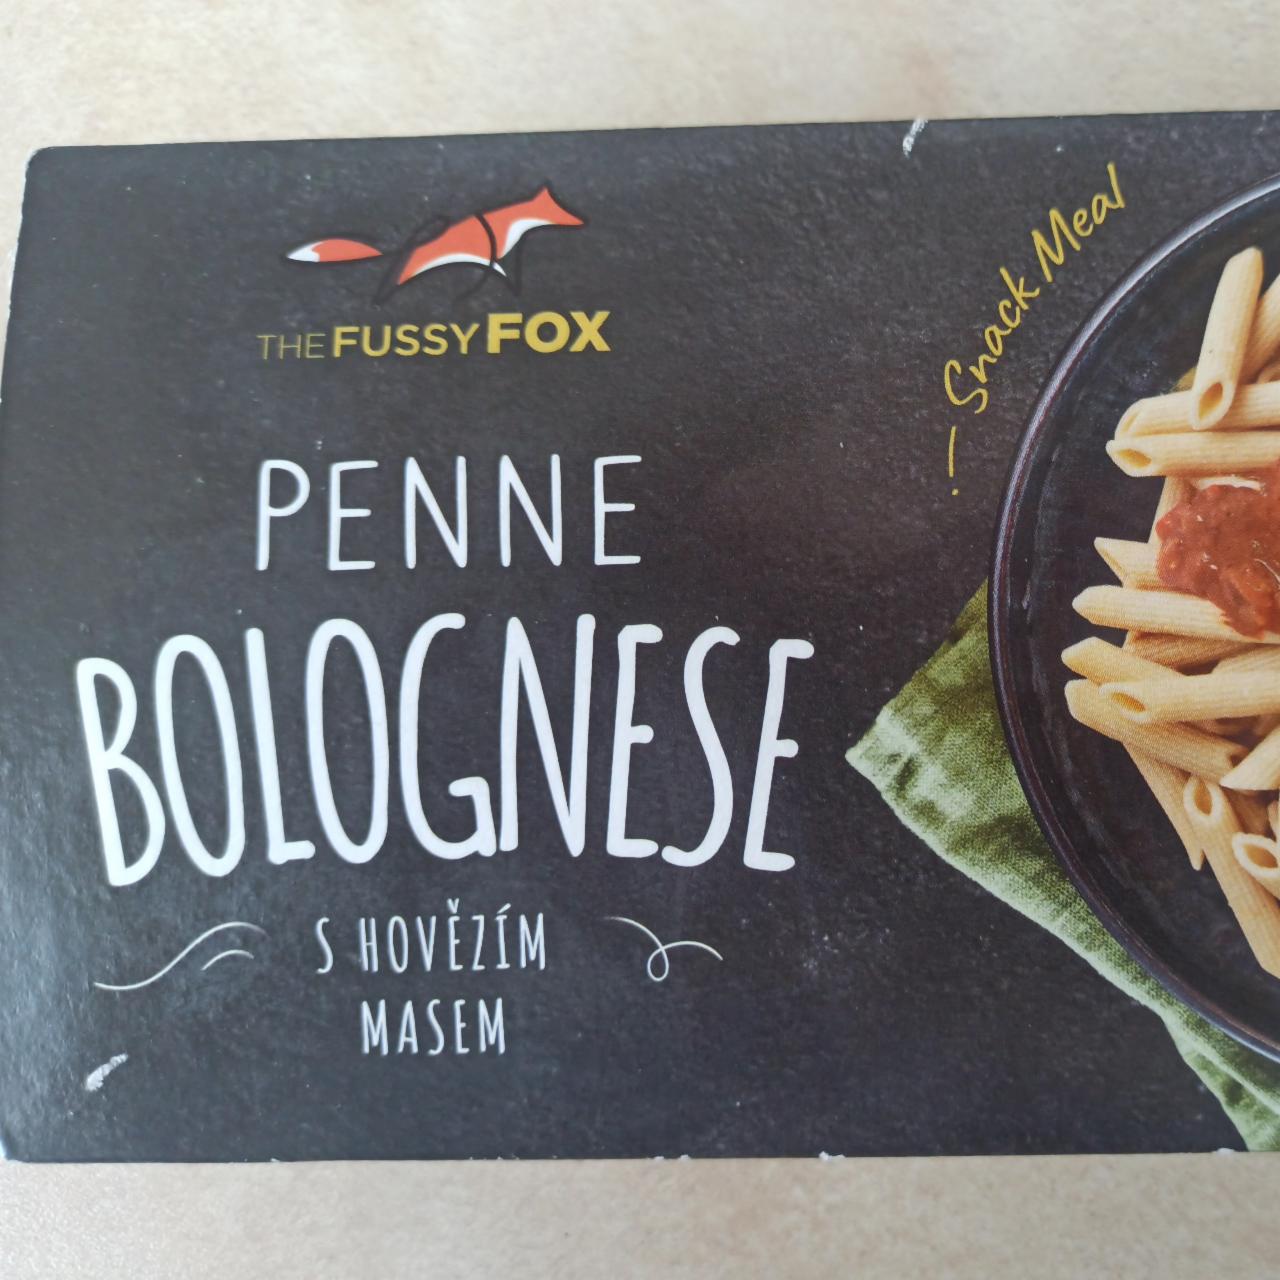 THE FUSSY FOX
Snack Meal
PENNE
BOLOGNESE
S HOVĚZÍM
MASEM